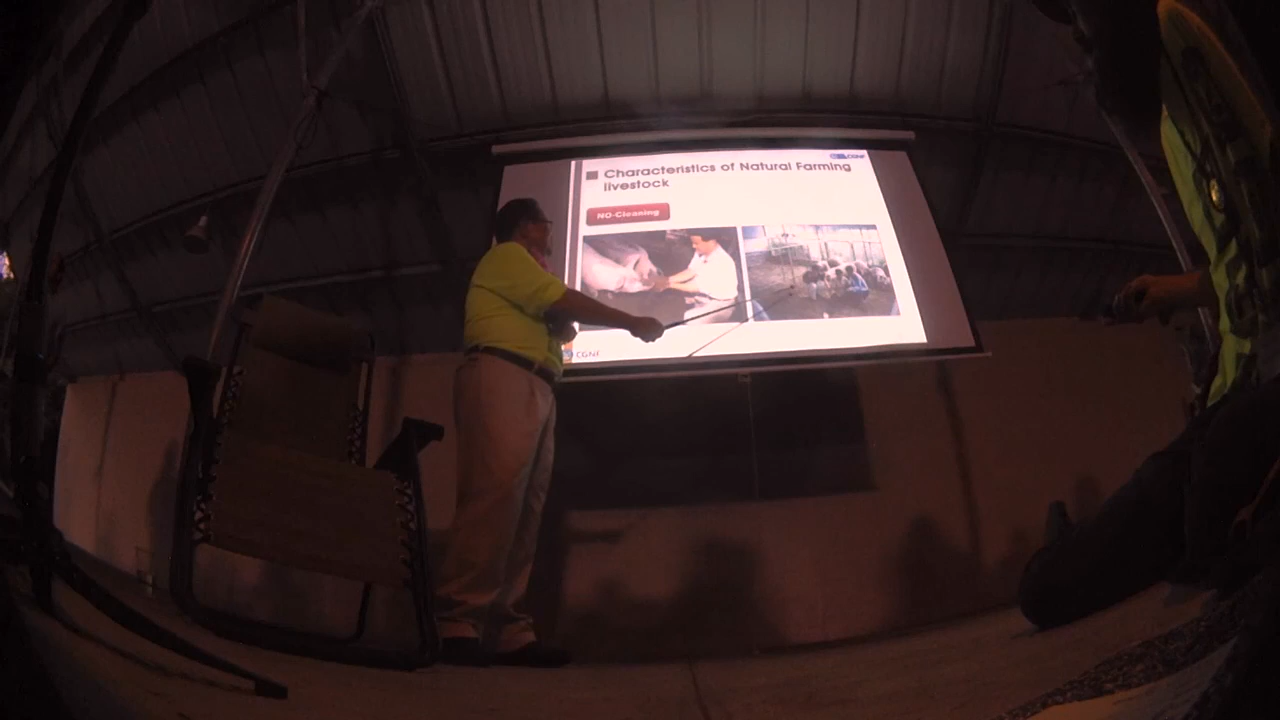 CGNF
Characteristics of Natural Farming
livestock
NO-Cleaning
CGNF